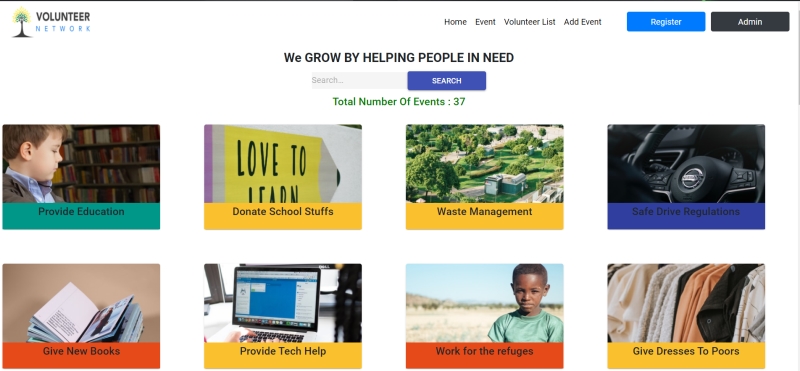 VOLUNTEER
NETWORK
Home Event Volunteer List Add Event Register Admin
We GROW BY HELPING PEOPLE IN NEED
Search... SEARCH
Total Number Of Events : 37
LOVE TO
LEARN
Provide Education Donate School Stuffs Waste Management Safe Drive Regulations
DELL
Give New Books Provide Tech Help Work for the refuges Give Dresses To Poors